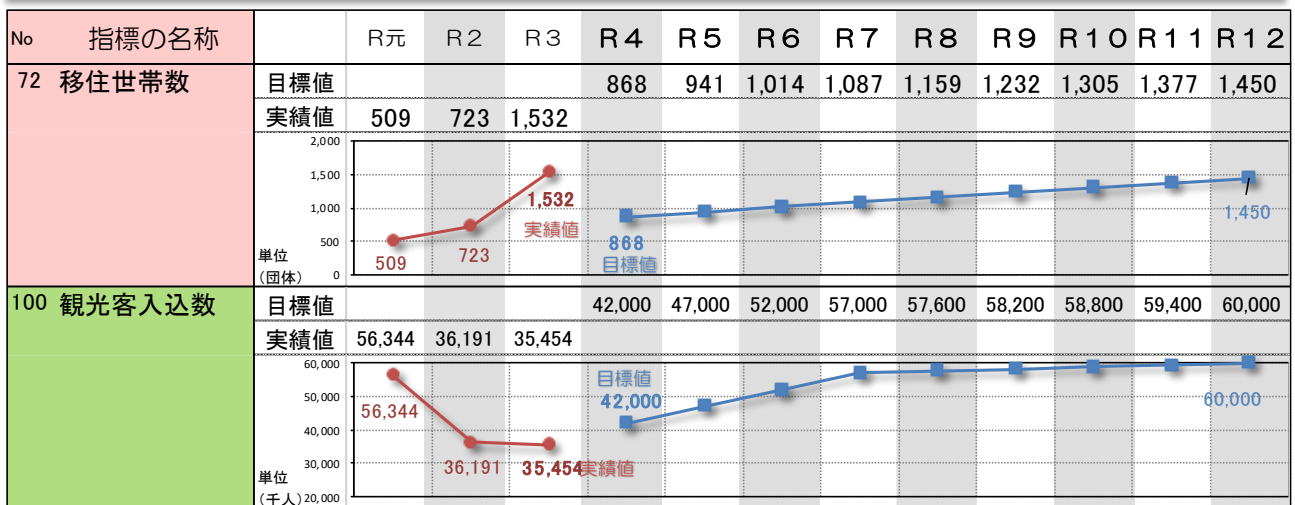 No 指標の名称 R元 R2 R3 R4 R5 R6 R7 R8 R9 R10 R11 R12
72 移住世帯数 目標値 868 941 1,014 1,087 1,159 1,232 1,305 1,377 1,450
実績値 509 723 1,532
2,000
1,500
1,000
500
0
単位
(団体)
509
723
1,532
実績値
868
目標値
1,450
100 観光客入込数 目標値 42,000 47,000 52,000 57,000 57,600 58,200 58,800 59,400 60,000
実績値 56,344 36,191 35,454
60,000
50,000
40,000
30,000
20,000
単位
(千人)
56,344
36,191
35,454 実績値
目標値
42,000
60,000